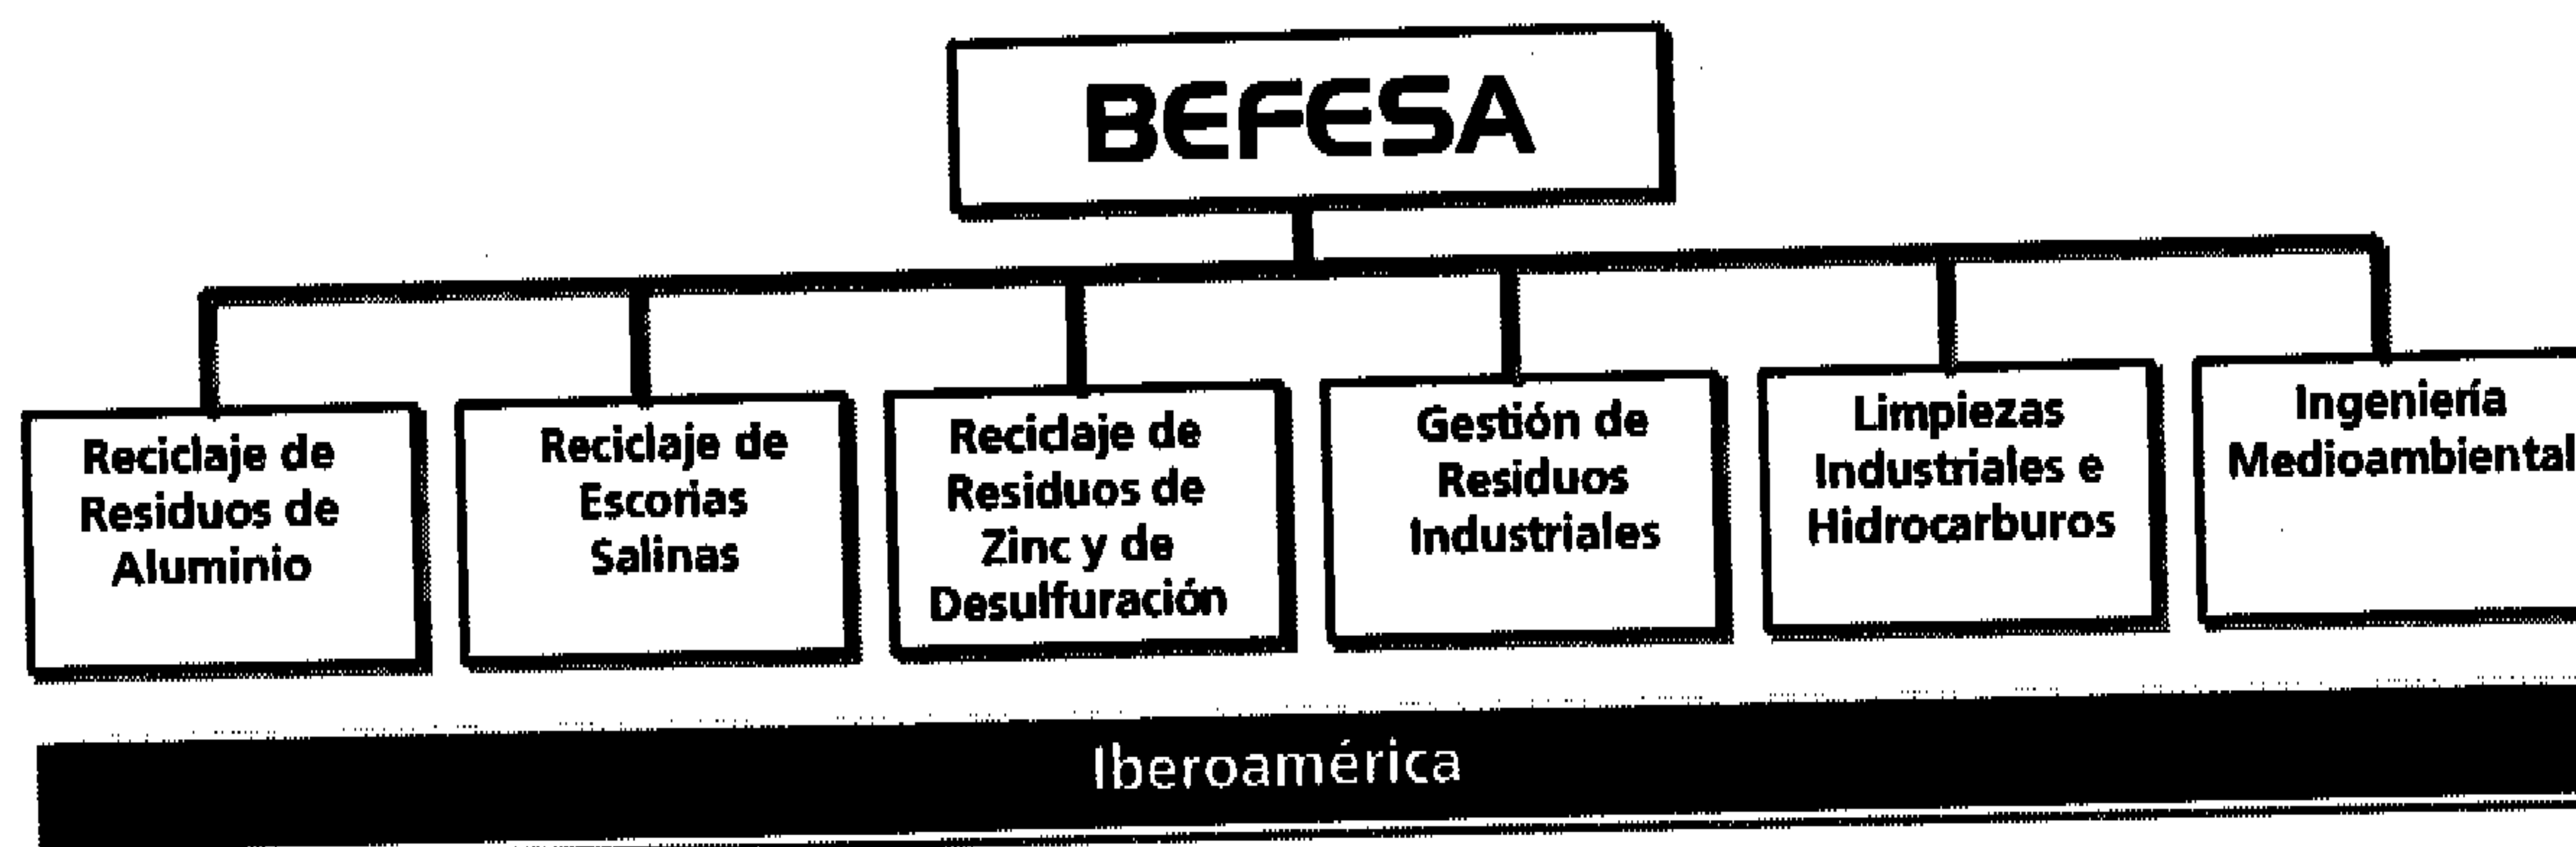 BEFESA
Reciclaje de
Residuos de
Aluminio
Reciclaje de
Escorias
Salinas
Reciclaje de
Residuos de
Zinc y de
Desulfuración
Gestión de
Residuos
Industriales
Limpiezas
Industriales e
Hidrocarburos
Ingeniería
Medioambiental
Iberoamérica